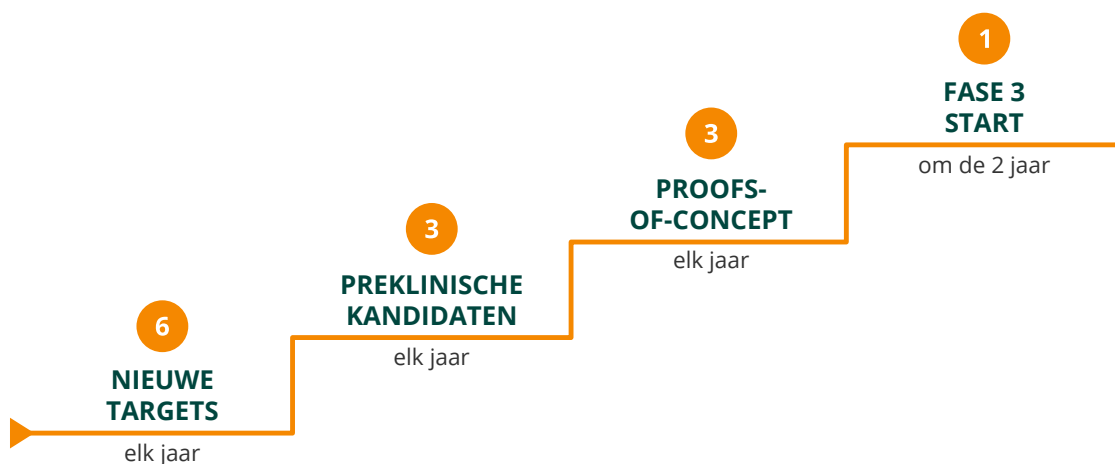 6
NIEUWE
TARGETS
elk jaar
3
PREKLINISCHE
KANDIDATEN
elk jaar
3
PROOFS-
OF-CONCEPT
elk jaar
1
FASE 3
START
om de 2 jaar